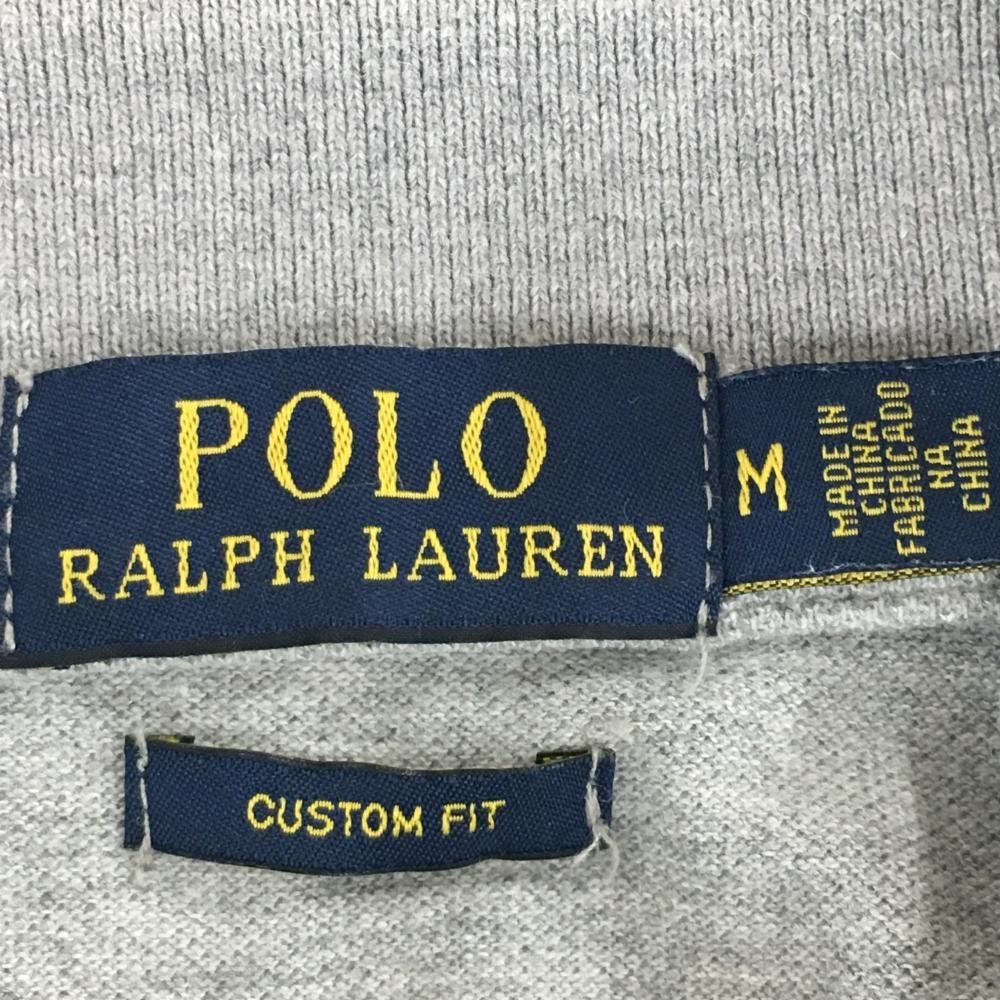 POLO
RALPH LAUREN
M
MADE IN
CHINA
FABRICADO
NA
CHINA
CUSTOM FIT